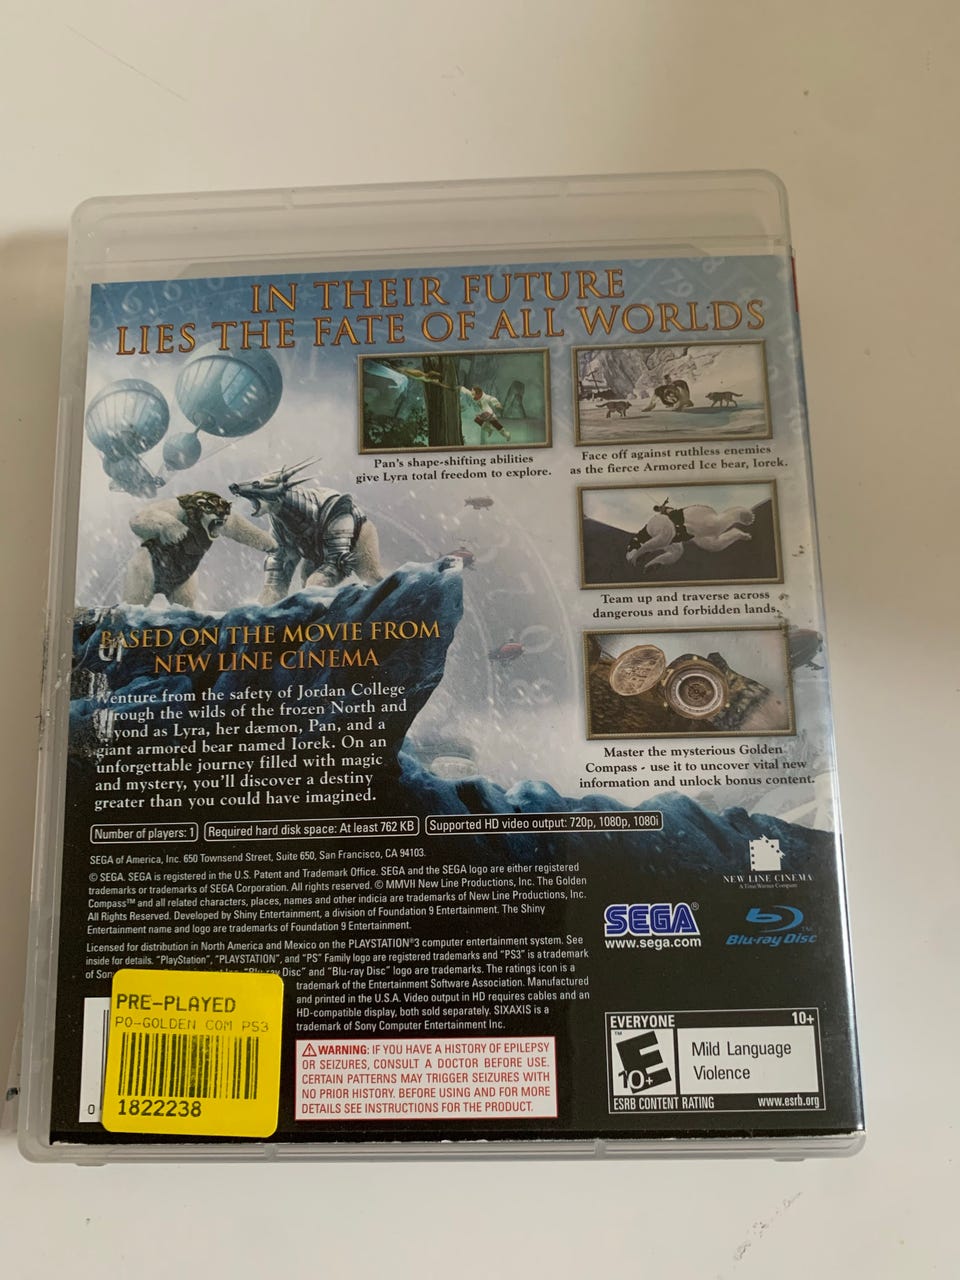 IN THEIR FUTURE
LIES THE FATE OF ALL WORLDS
Pan's shape-shifting abilities
give Lyra total freedom to explore.
Face off against ruthless enemies
as the fierce Armored Ice bear, Iorek.
Team up and traverse across
dangerous and forbidden lands.
BASED ON THE MOVIE FROM
NEW LINE CINEMA
Venture from the safety of Jordan College
rough the wilds of the frozen North and
yond as Lyra, her dæmon, Pan, and a
giant armored bear named Iorek. On an
unforgettable journey filled with magic
and mystery, you'll discover a destiny
greater than you could have imagined.
Master the mysterious Golden
Compass - use it to uncover vital new
information and unlock bonus content.
Number of players: 1
Required hard disk space: At least 762 KB
Supported HD video output: 720p, 1080p, 1080i
SEGA of America, Inc. 650 Townsend Street, Suite 650, San Francisco, CA 94103.
© SEGA. SEGA is registered in the U.S. Patent and Trademark Office. SEGA and the SEGA logo are either registered
trademarks or trademarks of SEGA Corporation. All rights reserved. © MMVII New Line Productions, Inc. The Golden
Compass™ and all related characters, places, names and other indicia are trademarks of New Line Productions, Inc.
All Rights Reserved. Developed by Shiny Entertainment, a division of Foundation 9 Entertainment. The Shiny
Entertainment name and logo are trademarks of Foundation 9 Entertainment.
Licensed for distribution in North America and Mexico on the PLAYSTATION®3 computer entertainment system. See
inside for details. "PlayStation", "PLAYSTATION", and "PS" Family logo are registered trademarks and "PS3" is a trademark
of Disc" and "Blu-ray Disc" logo are trademarks. The ratings icon is a
trademark of the Entertainment Software Association. Manufactured
and printed in the U.S.A. Video output in HD requires cables and an
HD-compatible display, both sold separately. SIXAXIS is a
trademark of Sony Computer Entertainment Inc.
NEW LINE CINEMA
A Time Warner Company
SEGA®
www.sega.com
Blu-ray Disc™
PRE-PLAYED
PO-GOLDEN COM PS3
1822238
0
WARNING: IF YOU HAVE A HISTORY OF EPILEPSY
OR SEIZURES, CONSULT A DOCTOR BEFORE USE.
CERTAIN PATTERNS MAY TRIGGER SEIZURES WITH
NO PRIOR HISTORY. BEFORE USING AND FOR MORE
DETAILS SEE INSTRUCTIONS FOR THE PRODUCT.
EVERYONE 10+
E™
10+
Mild Language
Violence
ESRB CONTENT RATING www.esrb.org